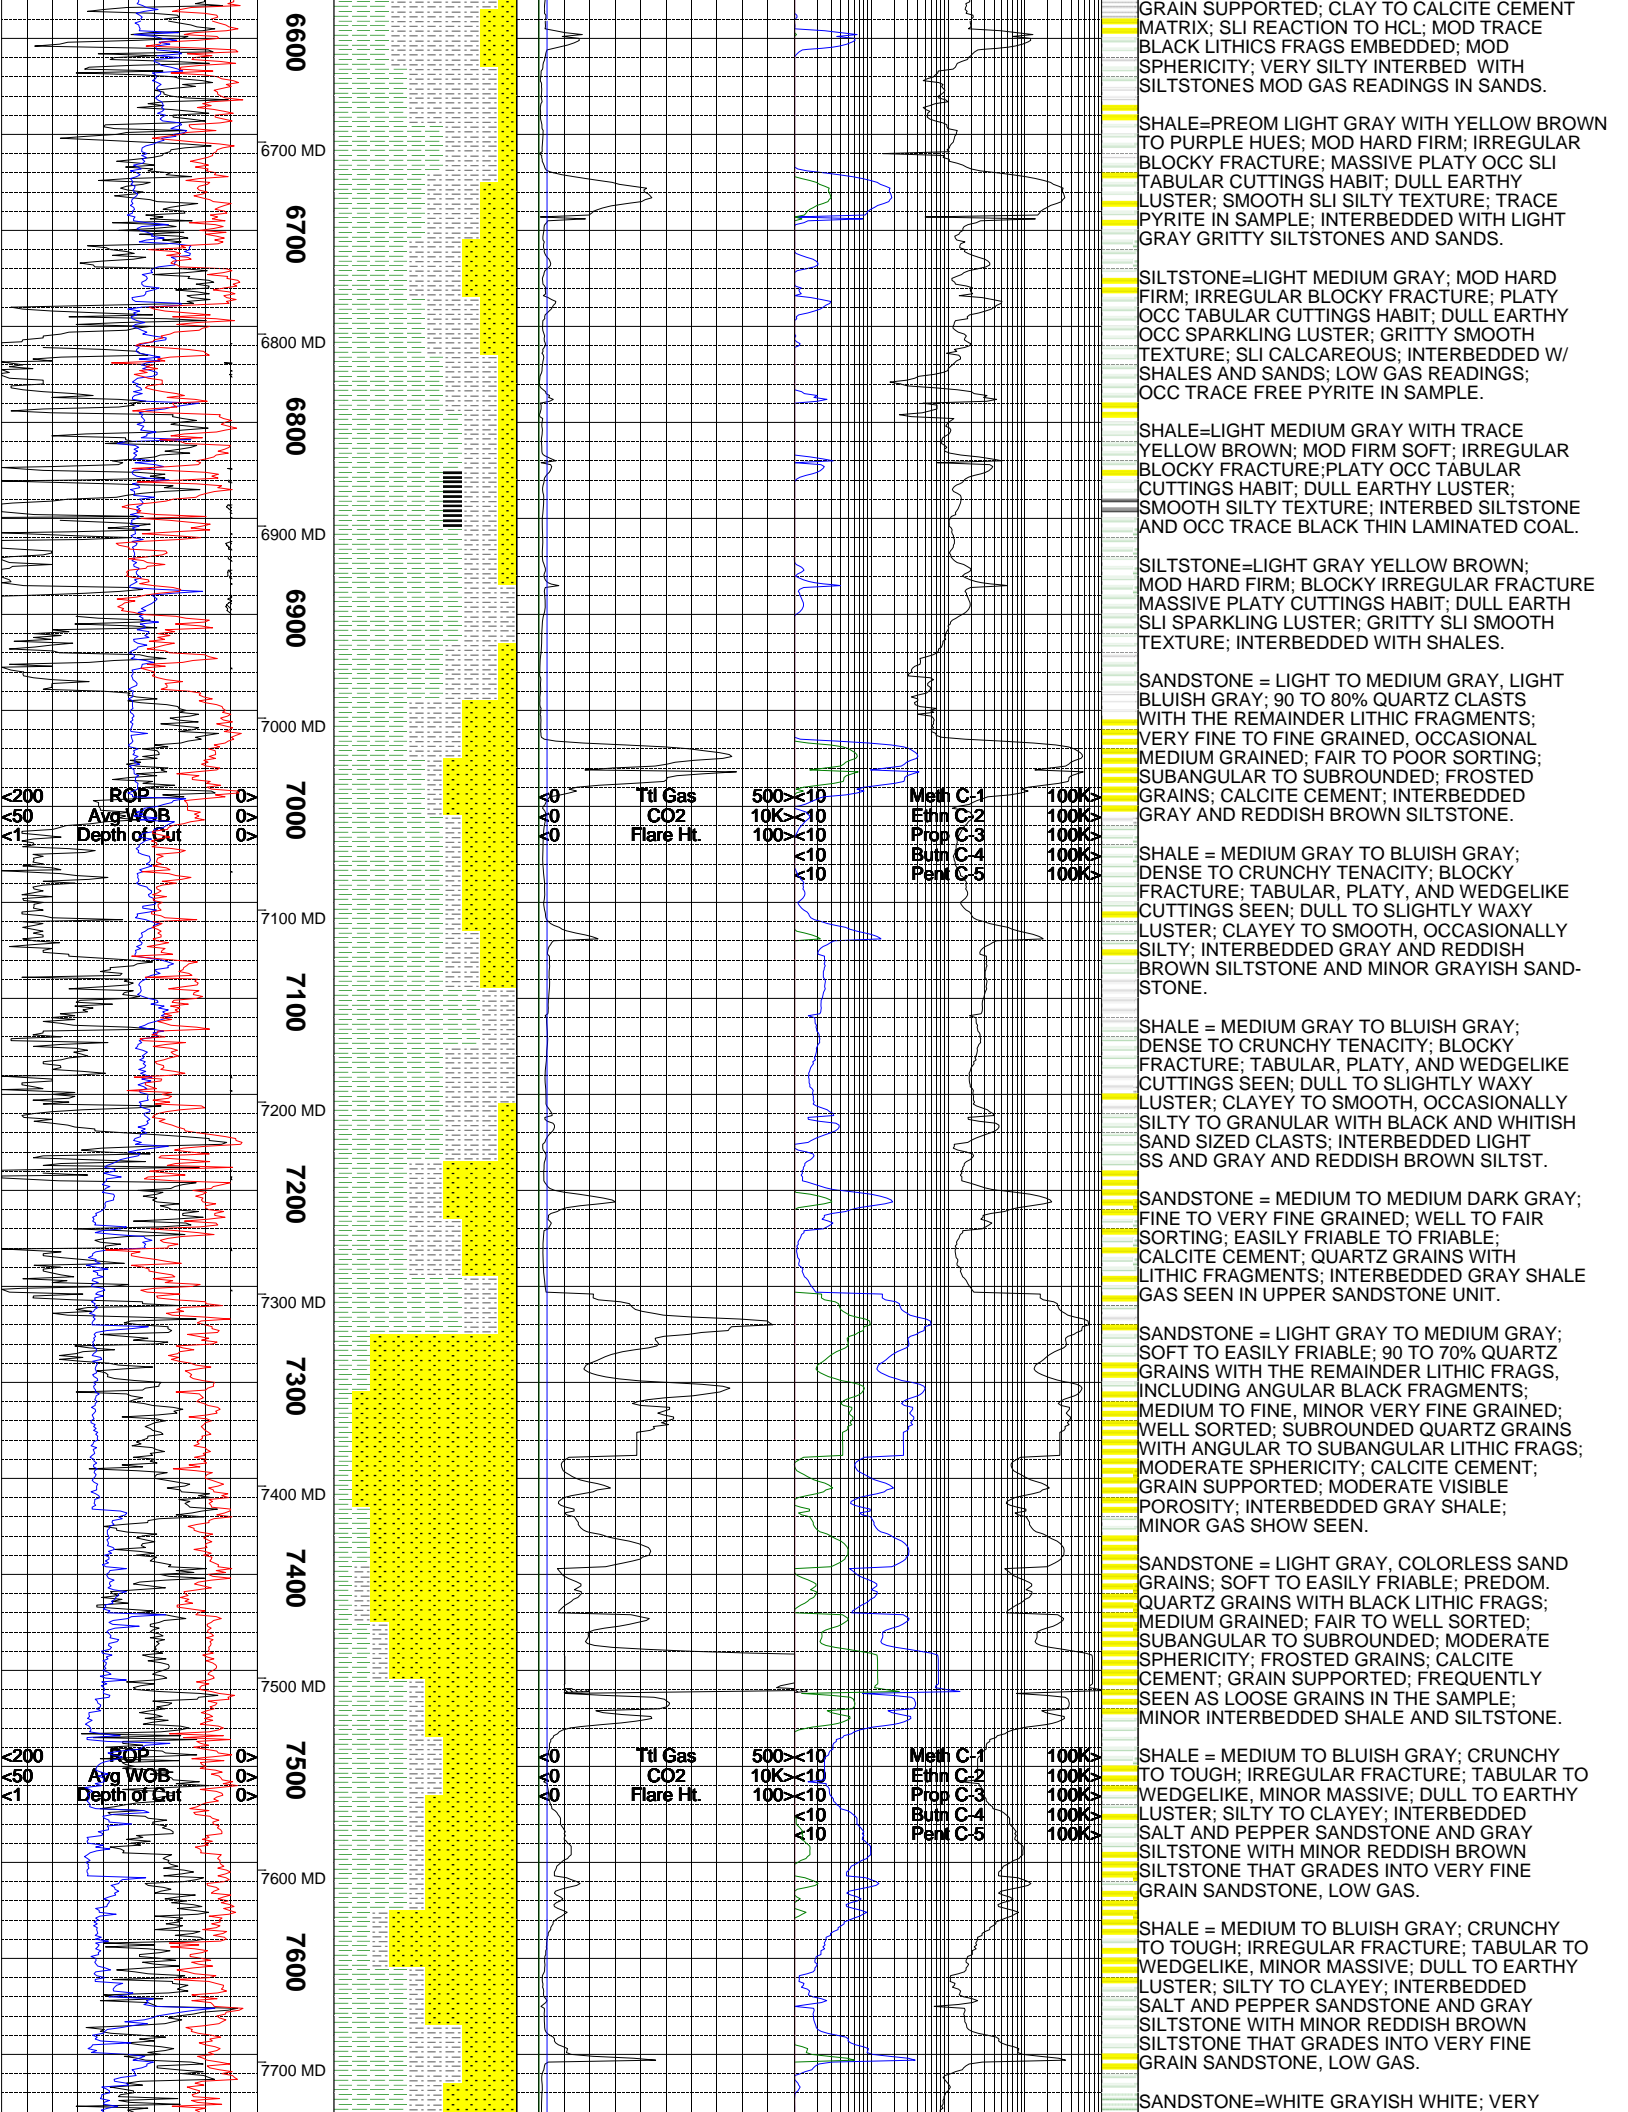 GRAIN SUPPORTED; CLAY TO CALCITE CEMENT
MATRIX; SLI REACTION TO HCL; MOD TRACE
BLACK LITHICS FRAGS EMBEDDED; MOD
SPHERICITY; VERY SILTY INTERBED WITH
SILTSTONES MOD GAS READINGS IN SANDS.
SHALE=PREOM LIGHT GRAY WITH YELLOW BROWN
TO PURPLE HUES; MOD HARD FIRM; IRREGULAR
BLOCKY FRACTURE; MASSIVE PLATY OCC SLI
TABULAR CUTTINGS HABIT; DULL EARTHY
LUSTER; SMOOTH SLI SILTY TEXTURE; TRACE
PYRITE IN SAMPLE; INTERBEDDED WITH LIGHT
GRAY GRITTY SILTSTONES AND SANDS.
SILTSTONE=LIGHT MEDIUM GRAY; MOD HARD
FIRM; IRREGULAR BLOCKY FRACTURE; PLATY
OCC TABULAR CUTTINGS HABIT; DULL EARTHY
OCC SPARKLING LUSTER; GRITTY SMOOTH
TEXTURE; SLI CALCAREOUS; INTERBEDDED W/
SHALES AND SANDS; LOW GAS READINGS;
OCC TRACE FREE PYRITE IN SAMPLE.
SHALE=LIGHT MEDIUM GRAY WITH TRACE
YELLOW BROWN; MOD FIRM SOFT; IRREGULAR
BLOCKY FRACTURE;PLATY OCC TABULAR
CUTTINGS HABIT; DULL EARTHY LUSTER;
SMOOTH SILTY TEXTURE; INTERBED SILTSTONE
AND OCC TRACE BLACK THIN LAMINATED COAL.
SILTSTONE=LIGHT GRAY YELLOW BROWN;
MOD HARD FIRM; BLOCKY IRREGULAR FRACTURE
MASSIVE PLATY CUTTINGS HABIT; DULL EARTH
SLI SPARKLING LUSTER; GRITTY SLI SMOOTH
TEXTURE; INTERBEDDED WITH SHALES.
SANDSTONE = LIGHT TO MEDIUM GRAY, LIGHT
BLUISH GRAY; 90 TO 80% QUARTZ CLASTS
WITH THE REMAINDER LITHIC FRAGMENTS;
VERY FINE TO FINE GRAINED, OCCASIONAL
MEDIUM GRAINED; FAIR TO POOR SORTING;
SUBANGULAR TO SUBROUNDED; FROSTED
GRAINS; CALCITE CEMENT; INTERBEDDED
GRAY AND REDDISH BROWN SILTSTONE.
SHALE = MEDIUM GRAY TO BLUISH GRAY;
DENSE TO CRUNCHY TENACITY; BLOCKY
FRACTURE; TABULAR, PLATY, AND WEDGELIKE
CUTTINGS SEEN; DULL TO SLIGHTLY WAXY
LUSTER; CLAYEY TO SMOOTH, OCCASIONALLY
SILTY; INTERBEDDED GRAY AND REDDISH
BROWN SILTSTONE AND MINOR GRAYISH SAND-
STONE.
SHALE = MEDIUM GRAY TO BLUISH GRAY;
DENSE TO CRUNCHY TENACITY; BLOCKY
FRACTURE; TABULAR, PLATY, AND WEDGELIKE
CUTTINGS SEEN; DULL TO SLIGHTLY WAXY
LUSTER; CLAYEY TO SMOOTH, OCCASIONALLY
SILTY TO GRANULAR WITH BLACK AND WHITISH
SAND SIZED CLASTS; INTERBEDDED LIGHT
SS AND GRAY AND REDDISH BROWN SILTST.
SANDSTONE = MEDIUM TO MEDIUM DARK GRAY;
FINE TO VERY FINE GRAINED; WELL TO FAIR
SORTING; EASILY FRIABLE TO FRIABLE;
CALCITE CEMENT; QUARTZ GRAINS WITH
LITHIC FRAGMENTS; INTERBEDDED GRAY SHALE
GAS SEEN IN UPPER SANDSTONE UNIT.
SANDSTONE = LIGHT GRAY TO MEDIUM GRAY;
SOFT TO EASILY FRIABLE; 90 TO 70% QUARTZ
GRAINS WITH THE REMAINDER LITHIC FRAGS,
INCLUDING ANGULAR BLACK FRAGMENTS;
MEDIUM TO FINE, MINOR VERY FINE GRAINED;
WELL SORTED; SUBROUNDED QUARTZ GRAINS
WITH ANGULAR TO SUBANGULAR LITHIC FRAGS;
MODERATE SPHERICITY; CALCITE CEMENT;
GRAIN SUPPORTED; MODERATE VISIBLE
POROSITY; INTERBEDDED GRAY SHALE;
MINOR GAS SHOW SEEN.
SANDSTONE = LIGHT GRAY, COLORLESS SAND
GRAINS; SOFT TO EASILY FRIABLE; PREDOM.
QUARTZ GRAINS WITH BLACK LITHIC FRAGS;
MEDIUM GRAINED; FAIR TO WELL SORTED;
SUBANGULAR TO SUBROUNDED; MODERATE
SPHERICITY; FROSTED GRAINS; CALCITE
CEMENT; GRAIN SUPPORTED; FREQUENTLY
SEEN AS LOOSE GRAINS IN THE SAMPLE;
MINOR INTERBEDDED SHALE AND SILTSTONE.
SHALE = MEDIUM TO BLUISH GRAY; CRUNCHY
TO TOUGH; IRREGULAR FRACTURE; TABULAR TO
WEDGELIKE, MINOR MASSIVE; DULL TO EARTHY
LUSTER; SILTY TO CLAYEY; INTERBEDDED
SALT AND PEPPER SANDSTONE AND GRAY
SILTSTONE WITH MINOR REDDISH BROWN
SILTSTONE THAT GRADES INTO VERY FINE
GRAIN SANDSTONE, LOW GAS.
SHALE = MEDIUM TO BLUISH GRAY; CRUNCHY
TO TOUGH; IRREGULAR FRACTURE; TABULAR TO
WEDGELIKE, MINOR MASSIVE; DULL TO EARTHY
LUSTER; SILTY TO CLAYEY; INTERBEDDED
SALT AND PEPPER SANDSTONE AND GRAY
SILTSTONE WITH MINOR REDDISH BROWN
SILTSTONE THAT GRADES INTO VERY FINE
GRAIN SANDSTONE, LOW GAS.
SANDSTONE=WHITE GRAYISH WHITE; VERY
6600
6700 MD
6700
6800 MD
6800
6900 MD
6900
7000 MD
7000
7100 MD
7100
7200 MD
7200
7300 MD
7300
7400 MD
7400
7500 MD
7500
7600 MD
7600
7700 MD
<200 ROP 0>
<50 Avg WOB 0>
<1 Depth of Cut 0>
<0 Ttl Gas 500>
<0 CO2 10K>
<0 Flare Ht. 100>
<10 Meth C-1 100K>
<10 Ethn C-2 100K>
<10 Prop C-3 100K>
<10 Butn C-4 100K>
<10 Pent C-5 100K>
<200 ROP 0>
<50 Avg WOB 0>
<1 Depth of Cut 0>
<0 Ttl Gas 500>
<0 CO2 10K>
<0 Flare Ht. 100>
<10 Meth C-1 100K>
<10 Ethn C-2 100K>
<10 Prop C-3 100K>
<10 Butn C-4 100K>
<10 Pent C-5 100K>